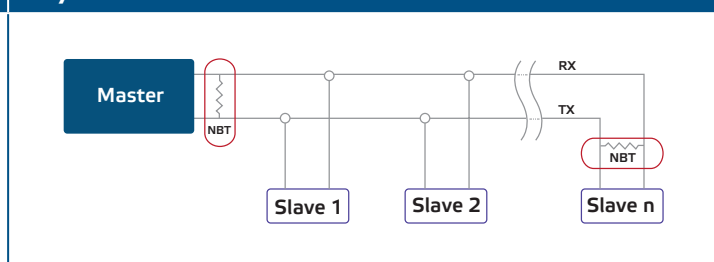 RX
Master
TX
NBT
NBT
Slave 1
Slave 2
Slave n